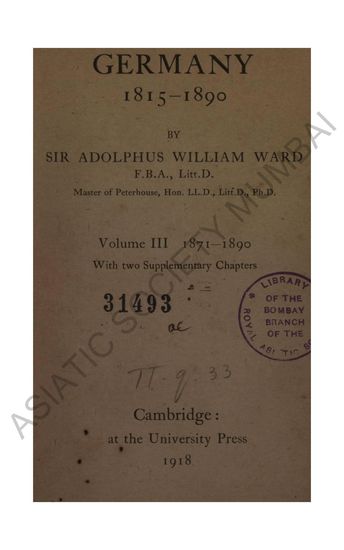 GERMANY
1815–1890
BY
SIR ADOLPHUS WILLIAM WARD
F.B.A., Litt.D.
Master of Peterhouse, Hon. LL.D., Litt.D., Ph.D.
Volume III 1871–1890
With two Supplementary Chapters
31493
LIBRARY
OF THE
BOMBAY
BRANCH
OF THE
ROYAL
Cambridge:
at the University Press
1918
ASIATIC SOCIETY MUMBAI